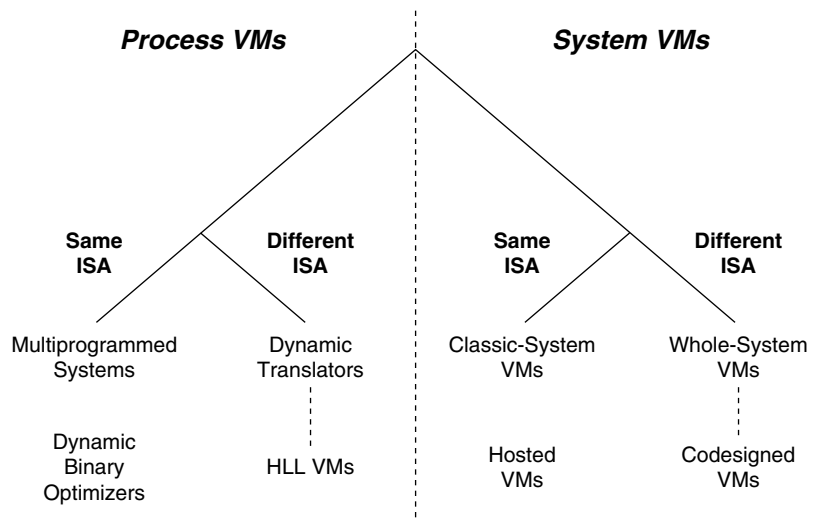 Process VMs
System VMs
Same
ISA
Different
ISA
Same
ISA
Different
ISA
Multiprogrammed
Systems
Dynamic
Translators
Classic-System
VMs
Whole-System
VMs
Dynamic
Binary
Optimizers
HLL VMs
Hosted
VMs
Codesigned
VMs